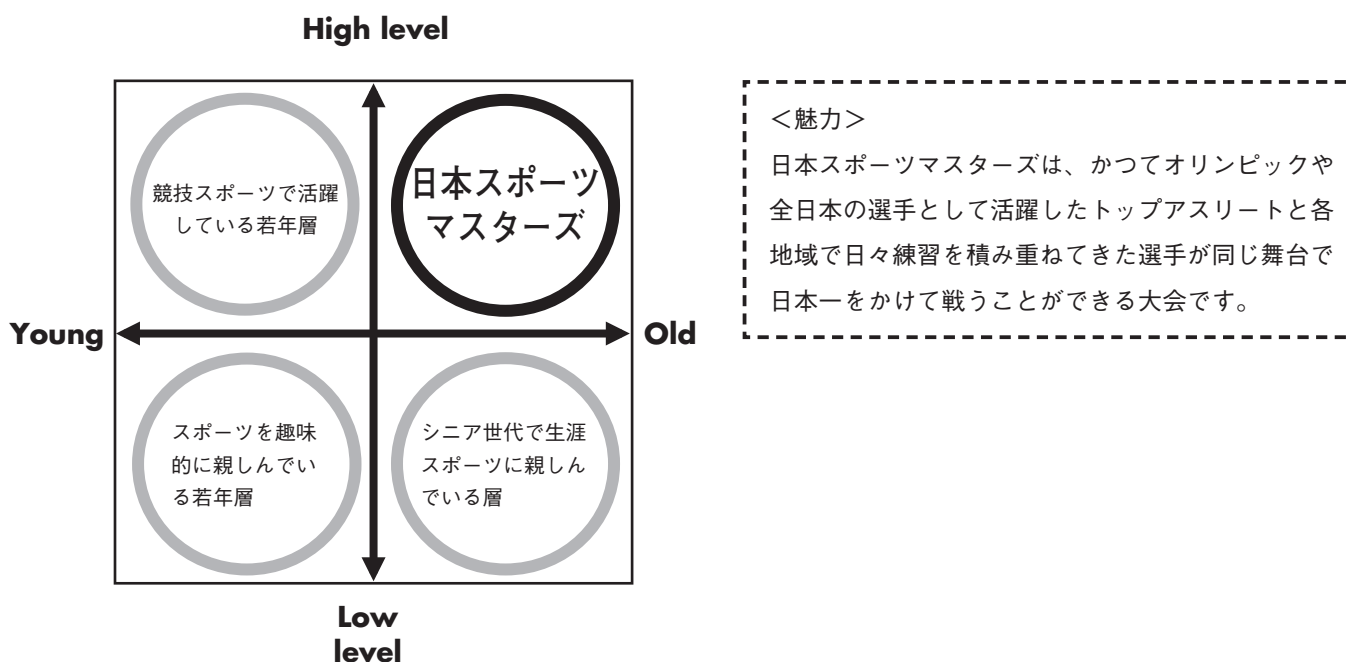 High level
競技スポーツで活躍
している若年層
日本スポーツ
マスターズ
Young
Old
スポーツを趣味
的に親しんでい
る若年層
シニア世代で生涯
スポーツに親しん
でいる層
Low
level
＜魅力＞
日本スポーツマスターズは、かつてオリンピックや
全日本の選手として活躍したトップアスリートと各
地域で日々練習を積み重ねてきた選手が同じ舞台で
日本一をかけて戦うことができる大会です。